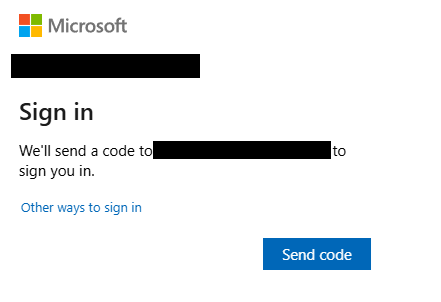 Microsoft
Sign in
We'll send a code to to
sign you in.
Other ways to sign in
Send code